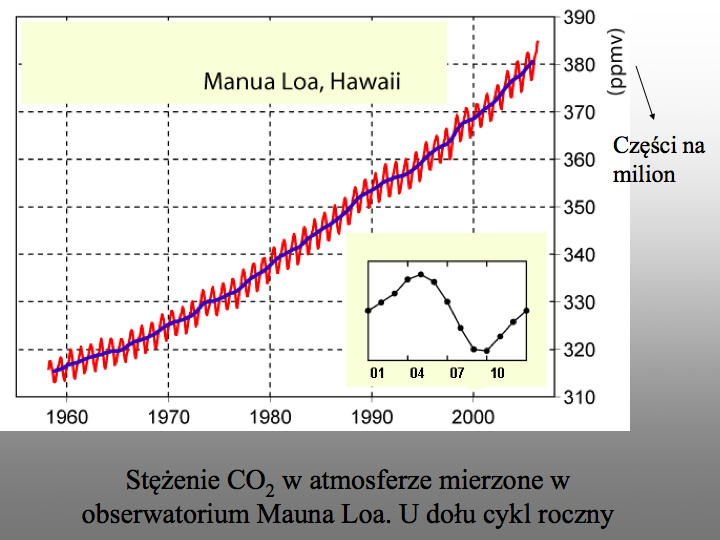 Manua Loa, Hawaii
390
380
370
360
350
340
330
320
310
(ppmv)
Części na
milion
01 04 07 10
1960 1970 1980 1990 2000
Stężenie CO₂ w atmosferze mierzone w
obserwatorium Mauna Loa. U dołu cykl roczny